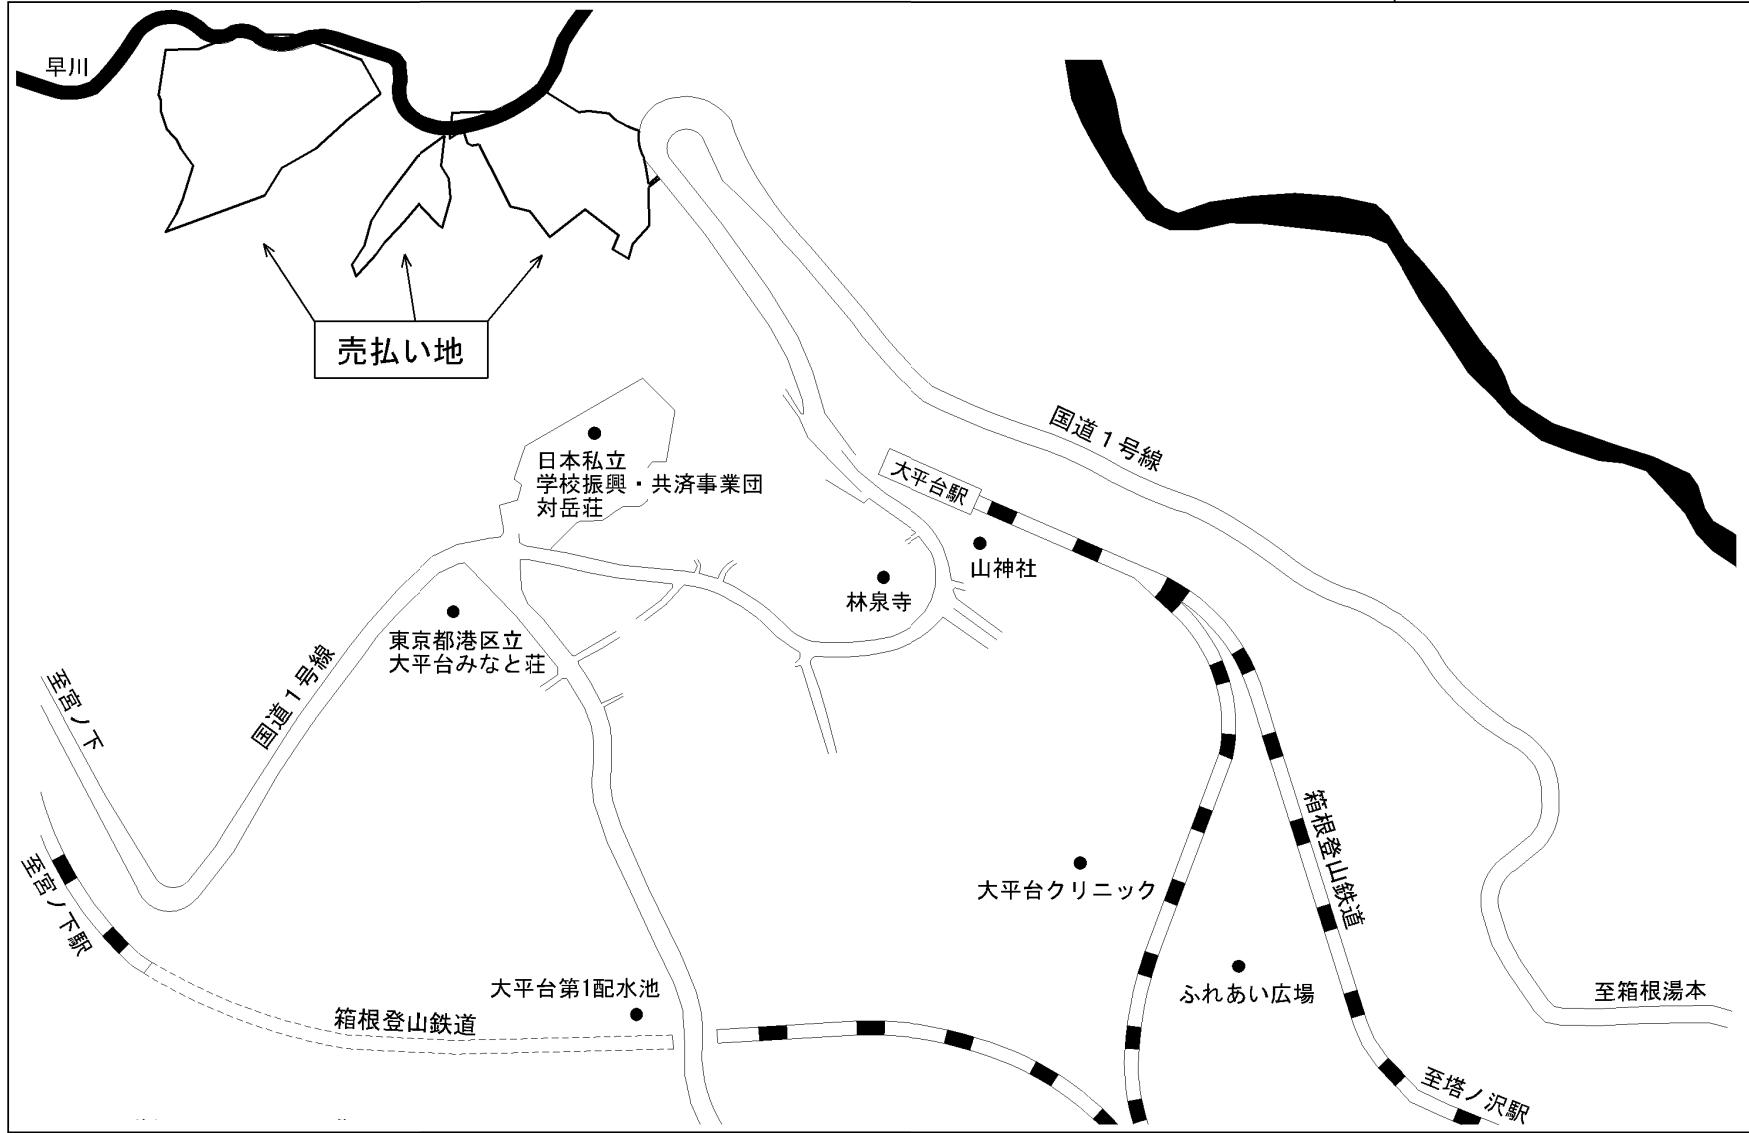 早川
売払い地
国道1号線
日本私立
学校振興・共済事業団
対岳荘
大平台駅
山神社
林泉寺
東京都港区立
大平台みなと荘
国道1号線
至宮ノ下
至宮ノ下駅
箱根登山鉄道
大平台クリニック
ふれあい広場
至箱根湯本
大平台第1配水池
箱根登山鉄道
至塔ノ沢駅